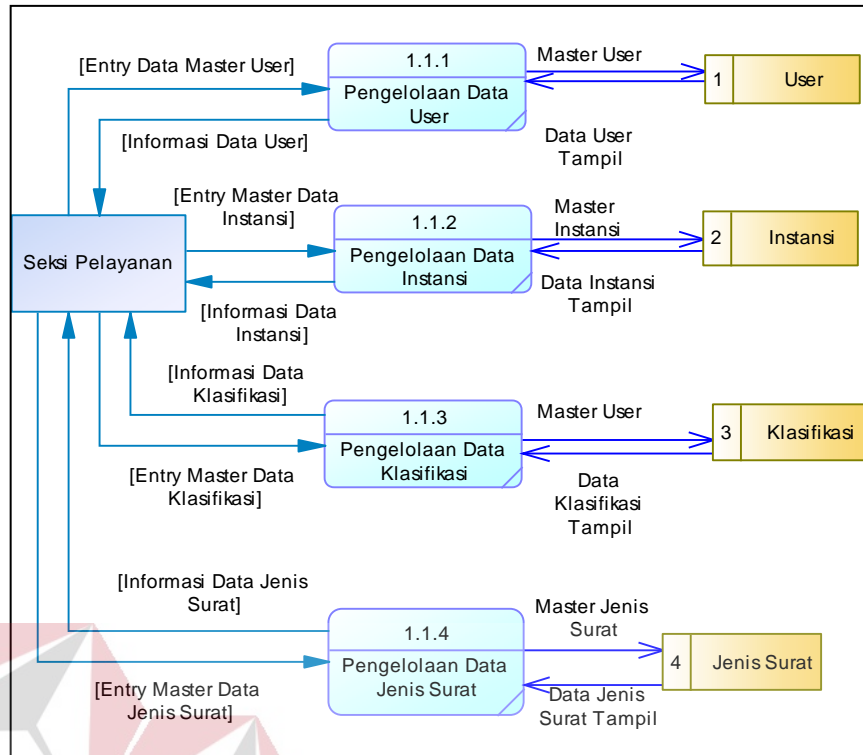 1.1.1
Master User
[Entry Data Master User]
1
User
Pengelolaan Data
User
[Informasi Data User]
Data User
Tampil
[Entry Master Data
Instansi]
1.1.2
Master
Instansi
2
Instansi
Seksi Pelayanan
Pengelolaan Data
Instansi
Data Instansi
Tampil
[Informasi Data
Instansi]
[Informasi Data
Klasifikasi]
1.1.3
Master User
3
Klasifikasi
Pengelolaan Data
Klasifikasi
[Entry Master Data
Klasifikasi]
Data
Klasifikasi
Tampil
[Informasi Data Jenis
Surat]
1.1.4
Master Jenis
Surat
4
Jenis Surat
Pengelolaan Data
Jenis Surat
[Entry Master Data
Jenis Surat]
Data Jenis
Surat Tampil